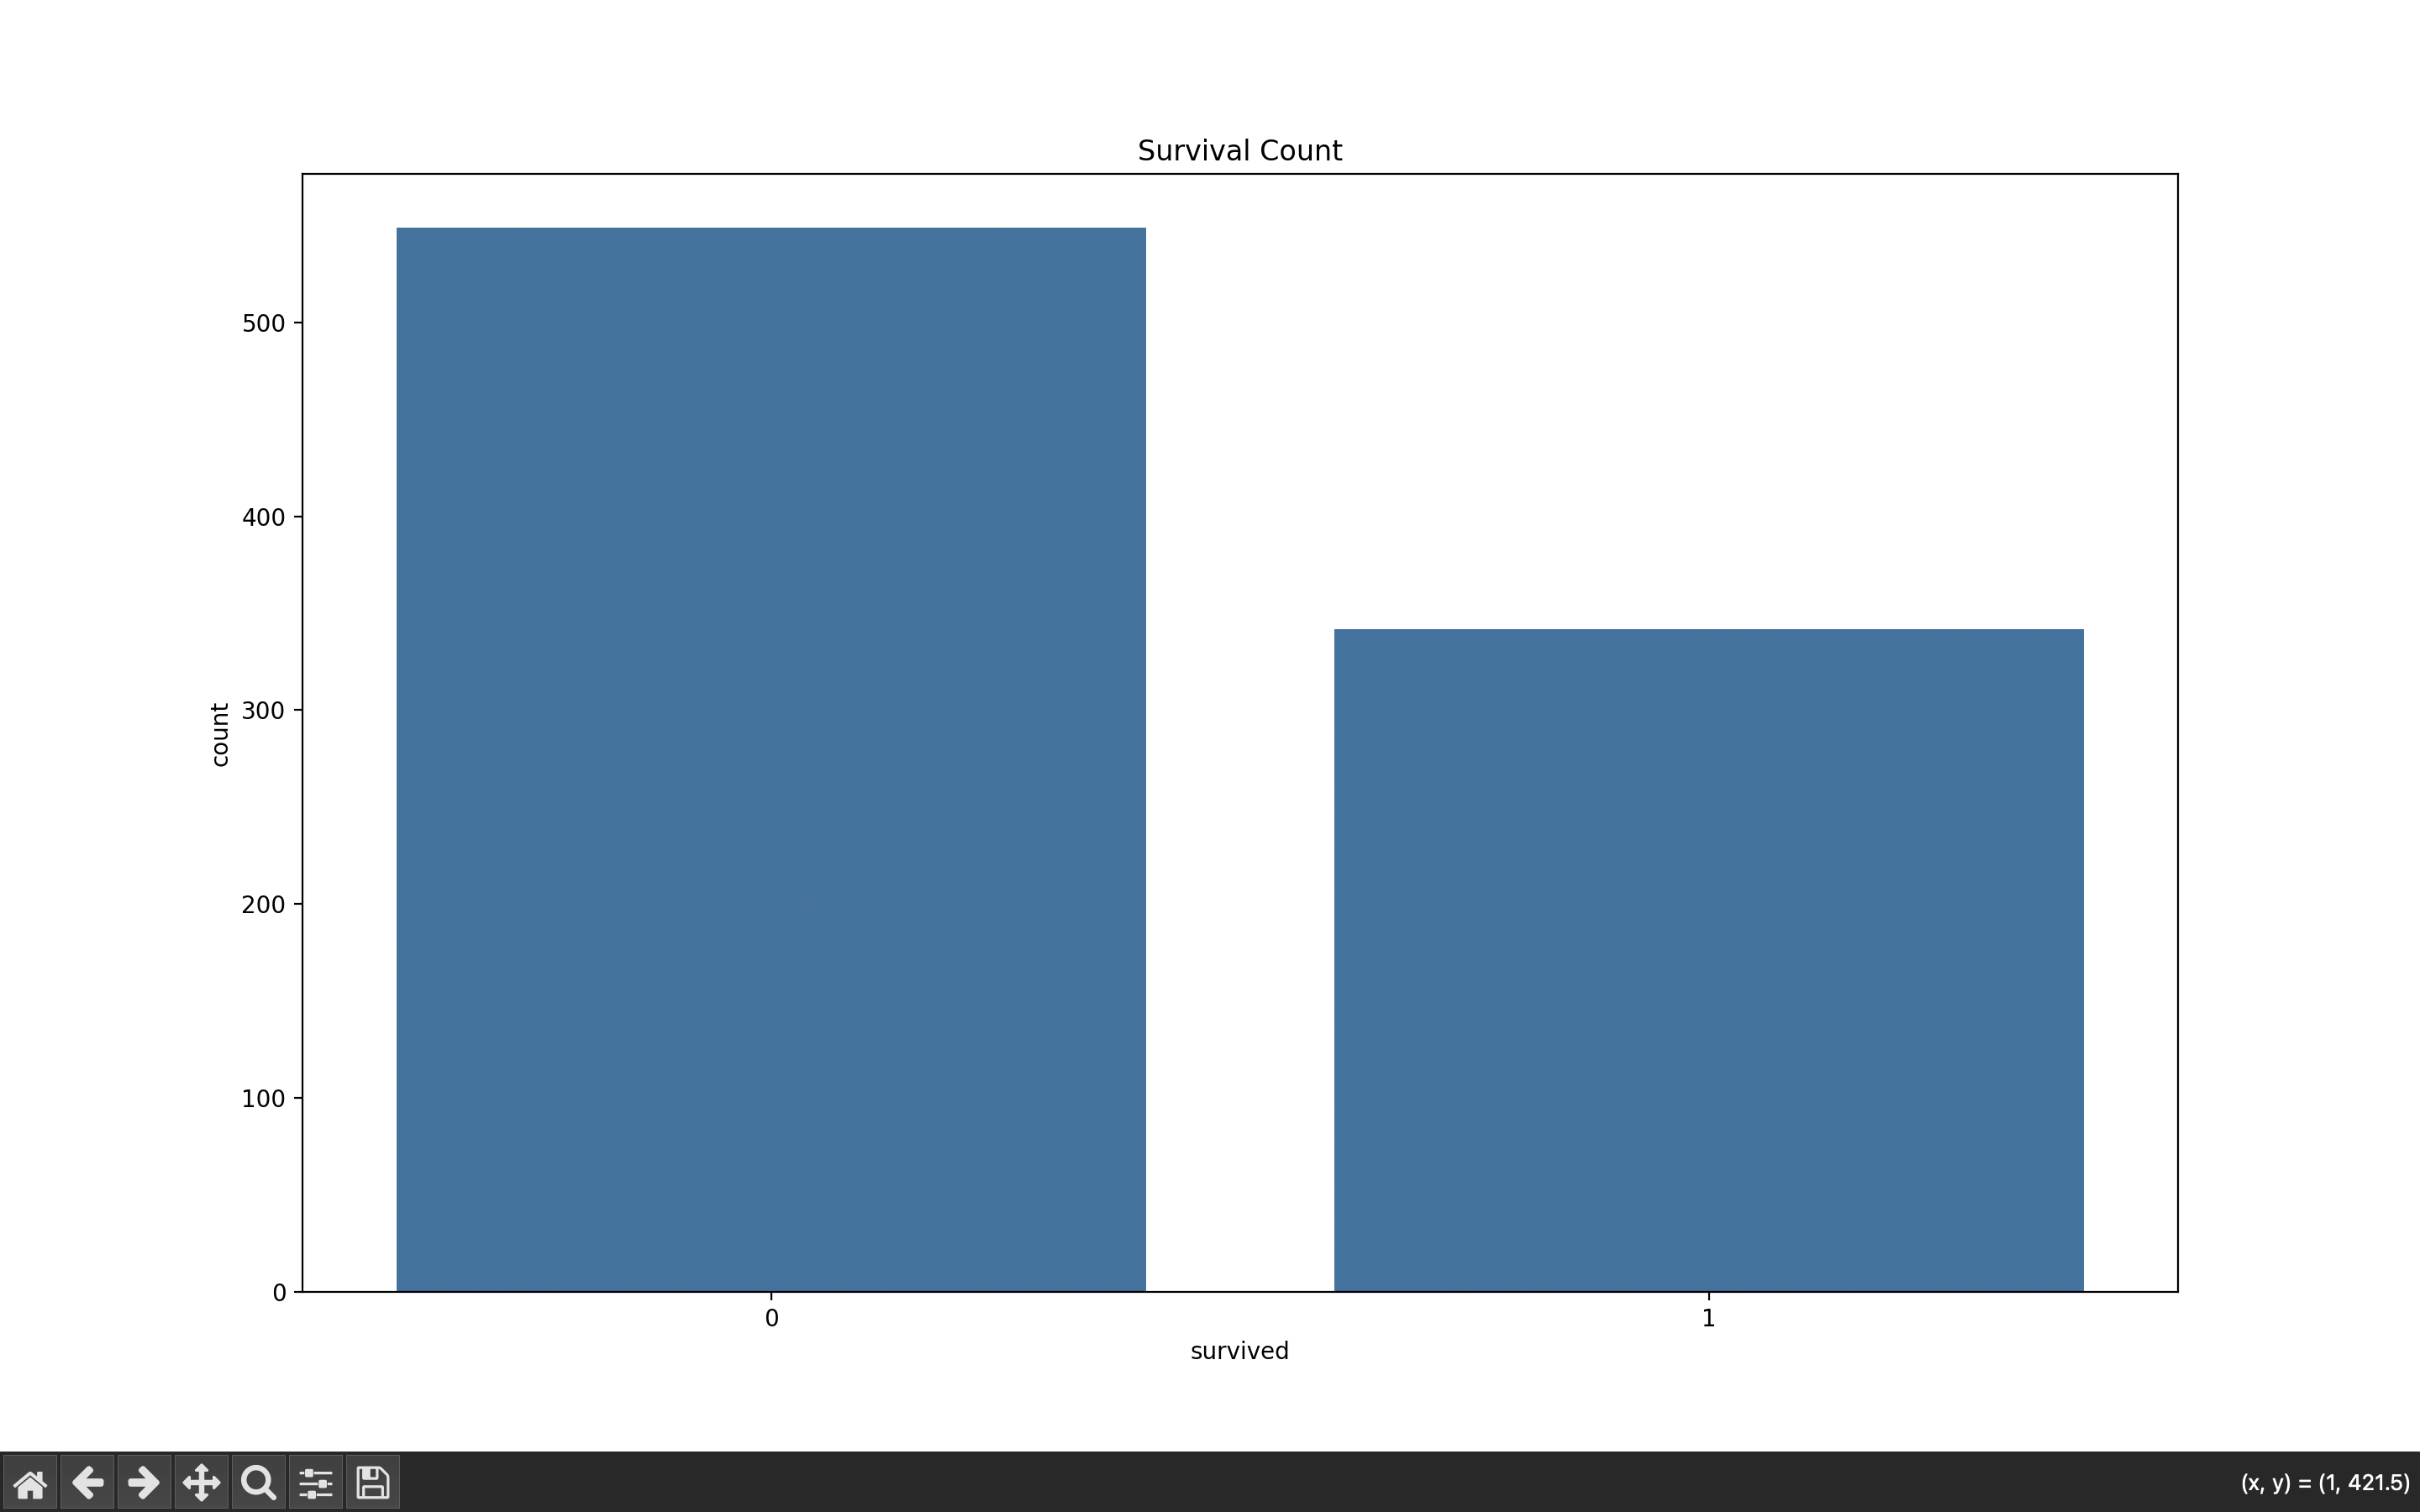 Survival Count
500
400
300
200
100
0
count
0 1
survived
(x, y) = (1, 421.5)